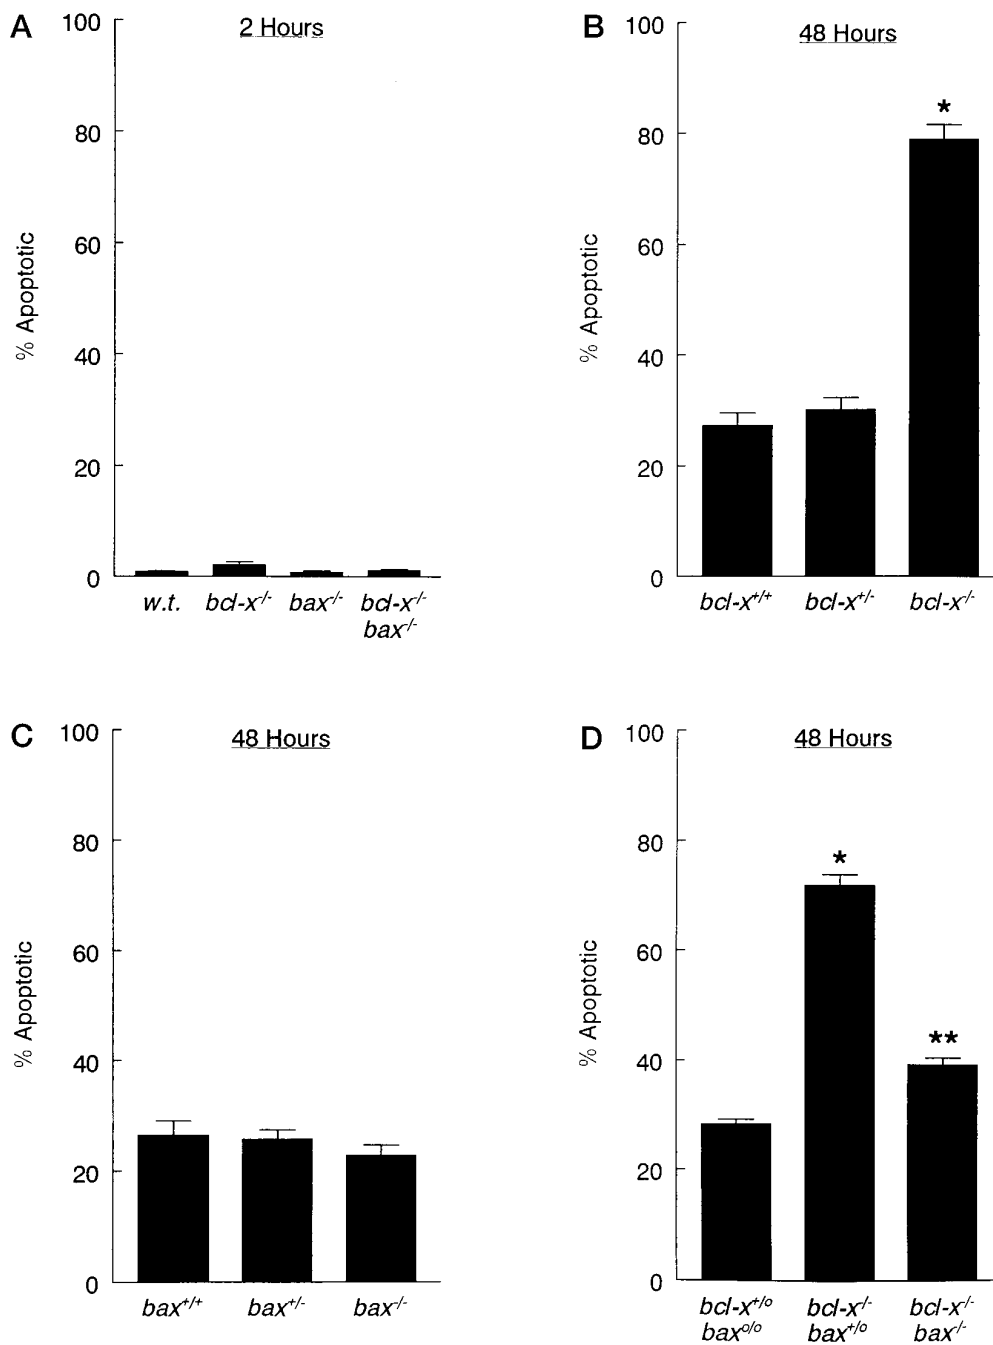 A
2 Hours
100
80
60
40
20
0
% Apoptotic
w.t. bcl-x-/- bax-/- bcl-x-/-
bax-/-
B
48 Hours
100
80
60
40
20
0
% Apoptotic
*
bcl-x+/+ bcl-x+/- bcl-x-/-
C
48 Hours
100
80
60
40
20
0
% Apoptotic
bax+/+ bax+/- bax-/-
D
48 Hours
100
80
60
40
20
0
% Apoptotic
*
**
bcl-x+/o bcl-x-/- bcl-x-/-
baxo/o bax+/o bax-/-